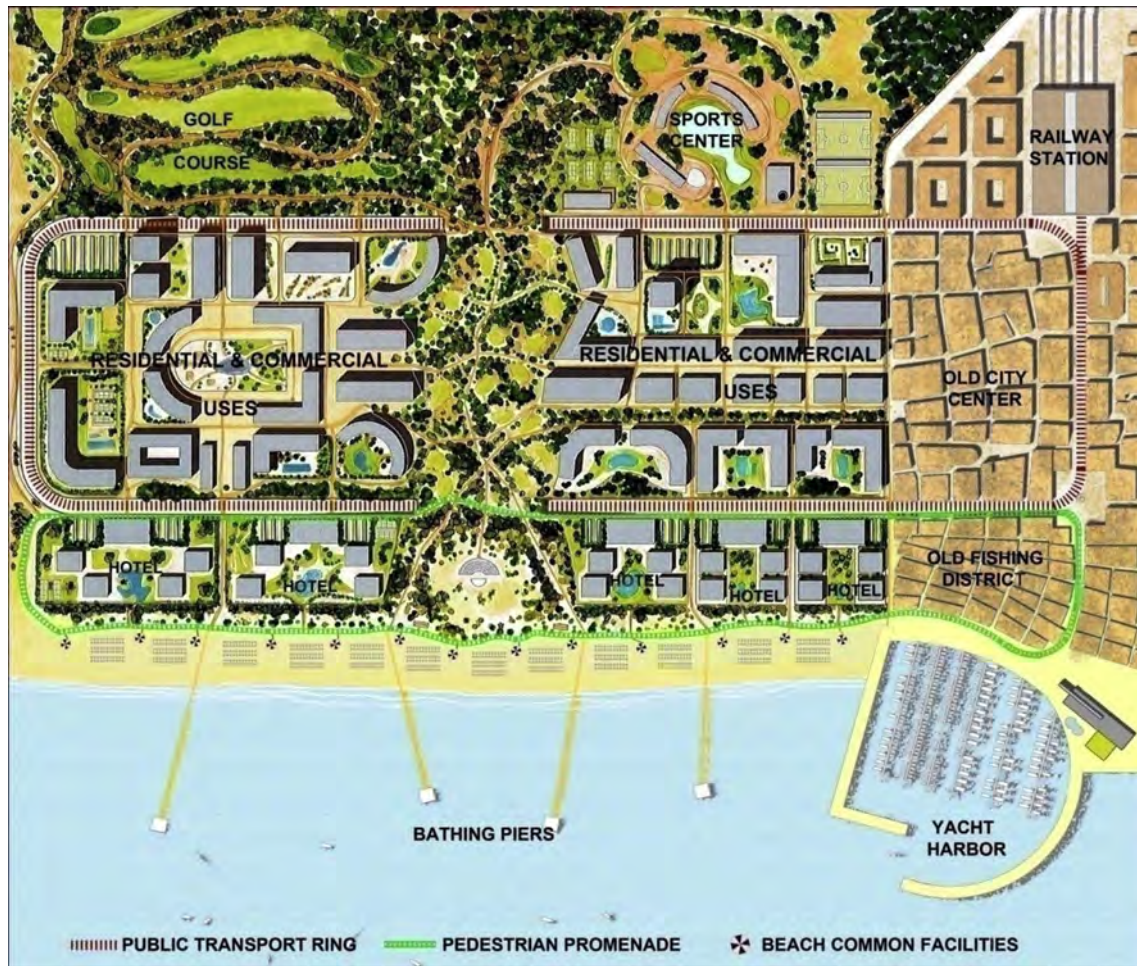 GOLF
COURSE
SPORTS
CENTER
RAILWAY
STATION
RESIDENTIAL & COMMERCIAL
USES
RESIDENTIAL & COMMERCIAL
USES
OLD CITY
CENTER
HOTEL
HOTEL
HOTEL
HOTEL
HOTEL
OLD FISHING
DISTRICT
BATHING PIERS
YACHT
HARBOR
PUBLIC TRANSPORT RING
PEDESTRIAN PROMENADE
BEACH COMMON FACILITIES